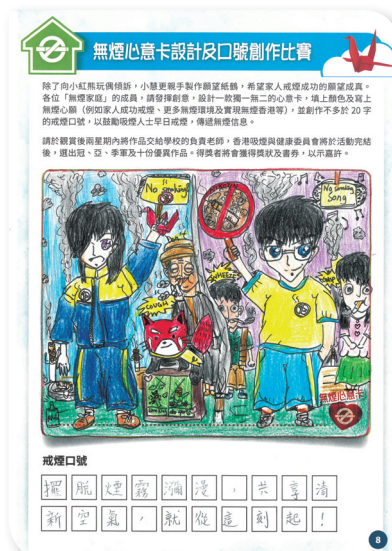 無煙心意卡設計及口號創作比賽
除了向小紅熊玩偶傾訴，小慧更親手製作願望紙鶴，希望家人戒煙成功的願望成真。
各位「無煙家庭」的成員，請發揮創意，設計一款獨一無二的心意卡，填上顏色及寫上
無煙心願（例如家人成功戒煙、更多無煙環境及實現無煙香港等），並創作不多於 20 字
的戒煙口號，以鼓勵吸煙人士早日戒煙，傳遞無煙信息。
請於觀賞後兩星期內將作品交給學校的負責老師，香港吸煙與健康委員會將於活動完結
後，選出冠、亞、季軍及十份優異作品。得獎者將會獲得獎狀及書券，以示嘉許。
No smoking!
No Smoking Song
WHEEZE
COUGH
無煙心意卡
戒煙口號
擺脫煙霧瀰漫，共享清
新空氣，就從這刻起！
8